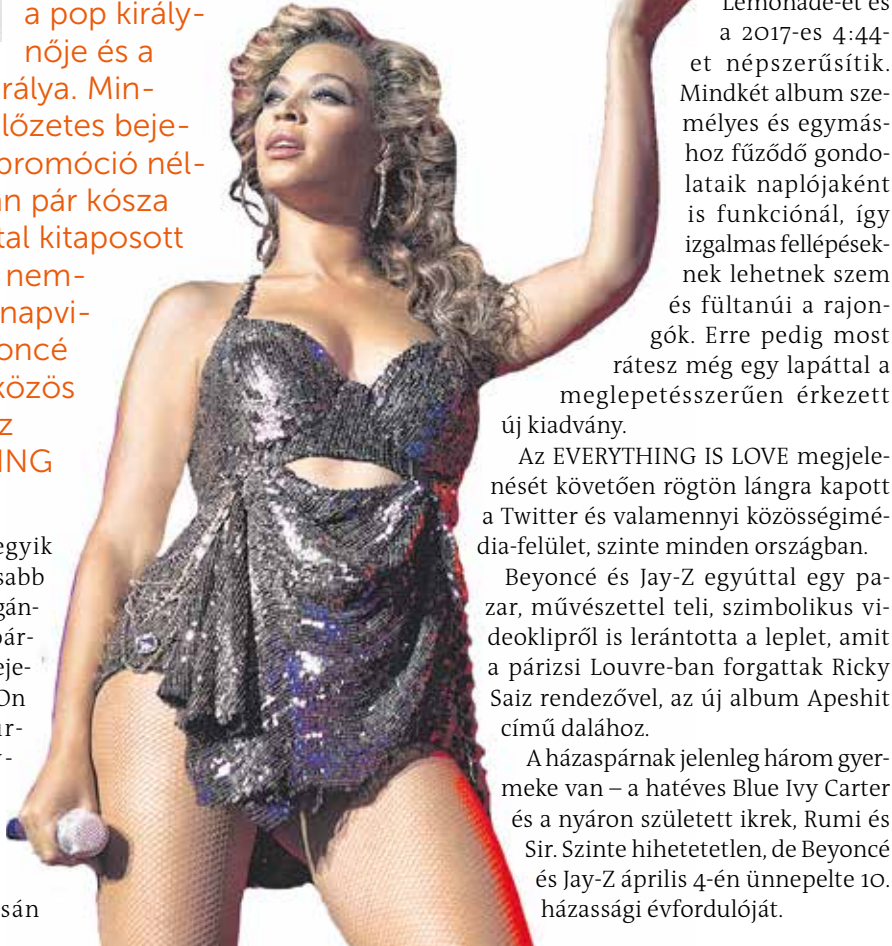 a pop király-
nője és a
rálya. Min-
lőzetes beje-
promóció nél-
n pár kósza
tal kitaposott
nem-
napvi-
oncé
közös
z
ING
egyik
sabb
gán-
pár-
eje-
On
ur-
sán
Lemonade-et és
a 2017-es 4:44-
et népszerűsítik.
Mindkét album sze-
mélyes és egymás-
hoz fűződő gondo-
lataik naplójaként
is funkciónál, így
izgalmas fellépések-
nek lehetnek szem
és fültanúi a rajon-
gók. Erre pedig most
rátesz még egy lapáttal a
meglepetésszerűen érkezett
új kiadvány.
Az EVERYTHING IS LOVE megjele-
nését követően rögtön lángra kapott
a Twitter és valamennyi közösségimé-
dia-felület, szinte minden országban.
Beyoncé és Jay-Z egyúttal egy pa-
zar, művészettel teli, szimbolikus vi-
deoklipről is lerántotta a leplet, amit
a párizsi Louvre-ban forgattak Ricky
Saiz rendezővel, az új album Apeshit
című dalához.
A házaspárnak jelenleg három gyer-
meke van – a hatéves Blue Ivy Carter
és a nyáron született ikrek, Rumi és
Sir. Szinte hihetetetlen, de Beyoncé
és Jay-Z április 4-én ünnepelte 10.
házassági évfordulóját.